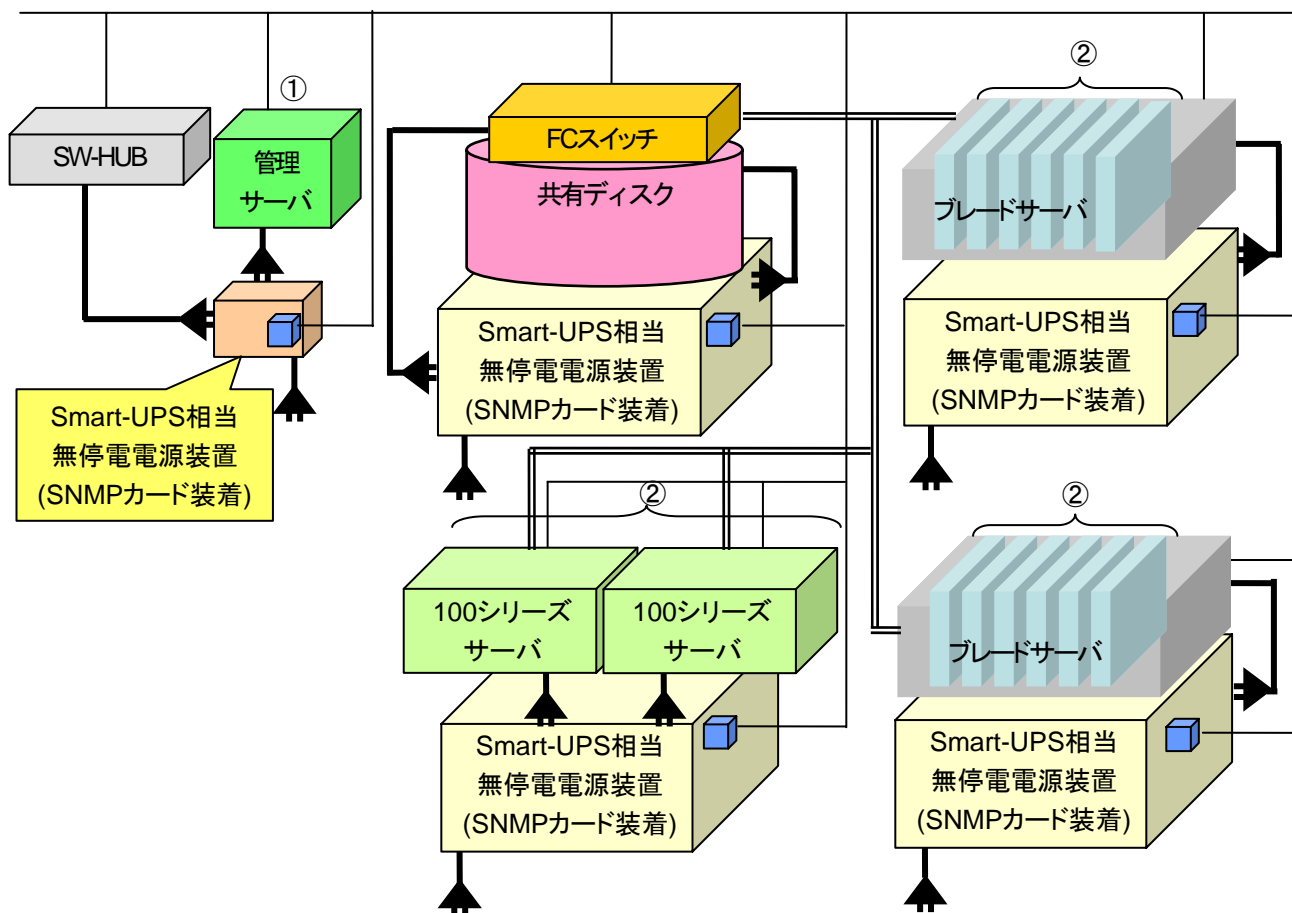 ①
②
SW-HUB
管理
サーバ
FCスイッチ
共有ディスク
ブレードサーバ
Smart-UPS相当
無停電電源装置
(SNMPカード装着)
Smart-UPS相当
無停電電源装置
(SNMPカード装着)
Smart-UPS相当
無停電電源装置
(SNMPカード装着)
②
②
100シリーズ
サーバ
100シリーズ
サーバ
ブレードサーバ
Smart-UPS相当
無停電電源装置
(SNMPカード装着)
Smart-UPS相当
無停電電源装置
(SNMPカード装着)